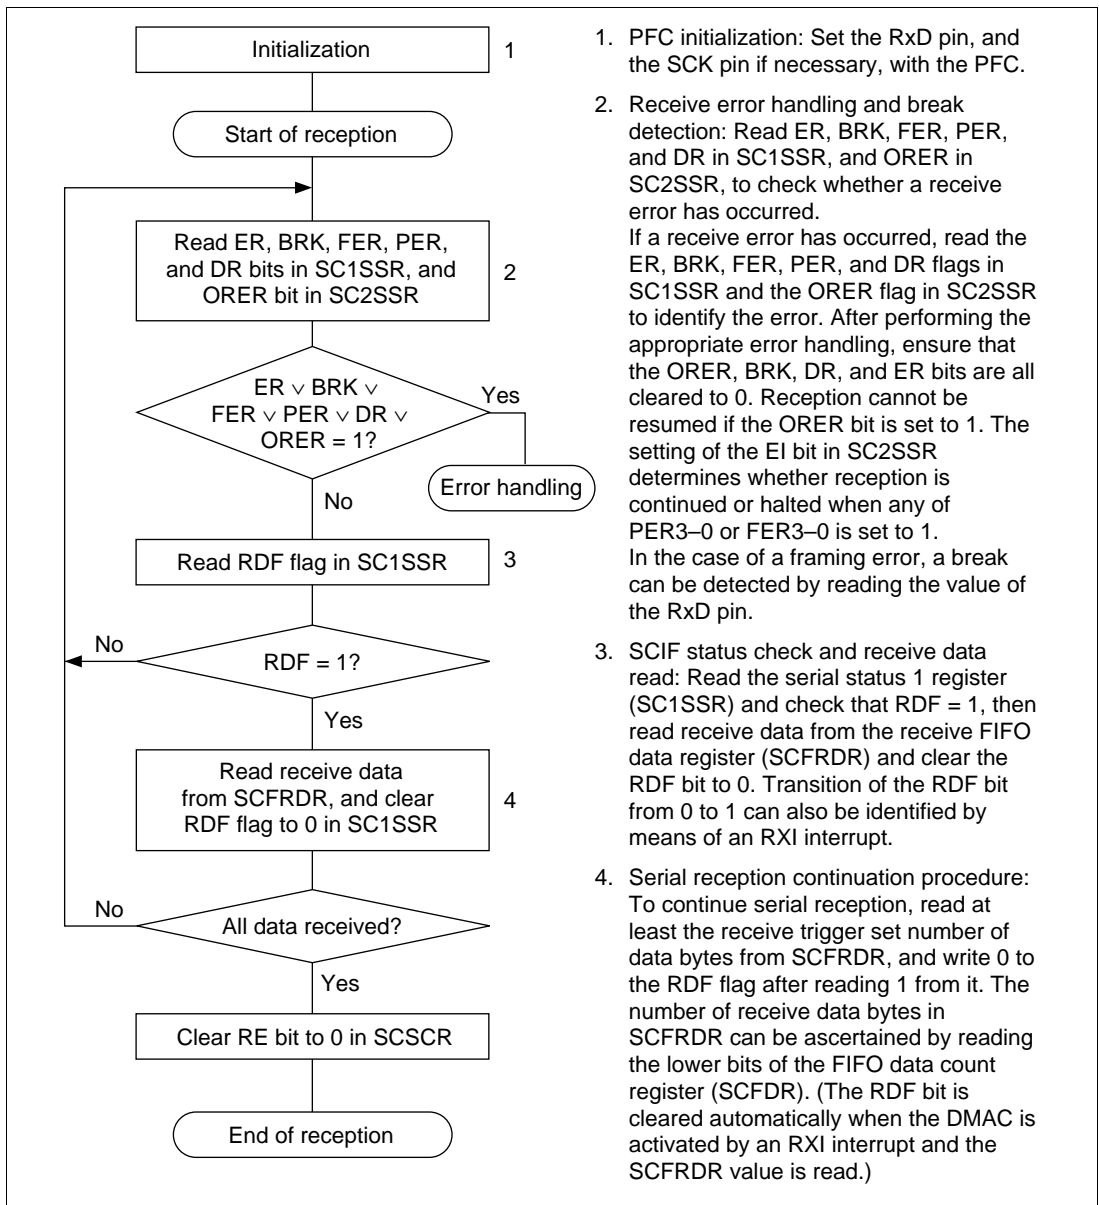 Initialization
1
Start of reception
Read ER, BRK, FER, PER,
and DR bits in SC1SSR, and
ORER bit in SC2SSR
2
ER ∨ BRK ∨
FER ∨ PER ∨ DR ∨
ORER = 1?
Yes
Error handling
No
Read RDF flag in SC1SSR
3
No
RDF = 1?
Yes
Read receive data
from SCFRDR, and clear
RDF flag to 0 in SC1SSR
4
No
All data received?
Yes
Clear RE bit to 0 in SCSCR
End of reception
1. PFC initialization: Set the RxD pin, and
the SCK pin if necessary, with the PFC.
2. Receive error handling and break
detection: Read ER, BRK, FER, PER,
and DR in SC1SSR, and ORER in
SC2SSR, to check whether a receive
error has occurred.
If a receive error has occurred, read the
ER, BRK, FER, PER, and DR flags in
SC1SSR and the ORER flag in SC2SSR
to identify the error. After performing the
appropriate error handling, ensure that
the ORER, BRK, DR, and ER bits are all
cleared to 0. Reception cannot be
resumed if the ORER bit is set to 1. The
setting of the EI bit in SC2SSR
determines whether reception is
continued or halted when any of
PER3–0 or FER3–0 is set to 1.
In the case of a framing error, a break
can be detected by reading the value of
the RxD pin.
3. SCIF status check and receive data
read: Read the serial status 1 register
(SC1SSR) and check that RDF = 1, then
read receive data from the receive FIFO
data register (SCFRDR) and clear the
RDF bit to 0. Transition of the RDF bit
from 0 to 1 can also be identified by
means of an RXI interrupt.
4. Serial reception continuation procedure:
To continue serial reception, read at
least the receive trigger set number of
data bytes from SCFRDR, and write 0 to
the RDF flag after reading 1 from it. The
number of receive data bytes in
SCFRDR can be ascertained by reading
the lower bits of the FIFO data count
register (SCFDR). (The RDF bit is
cleared automatically when the DMAC is
activated by an RXI interrupt and the
SCFRDR value is read.)